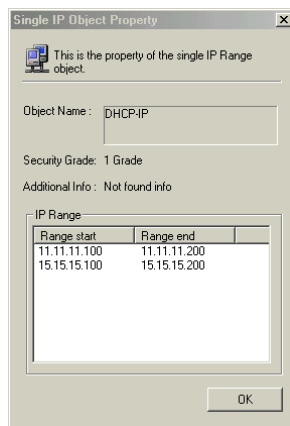 Single IP Object Property
This is the property of the single IP Range
object.
Object Name : DHCP-IP
Security Grade: 1 Grade
Additional Info : Not found info
IP Range
Range start Range end
11.11.11.100 11.11.11.200
15.15.15.100 15.15.15.200
OK